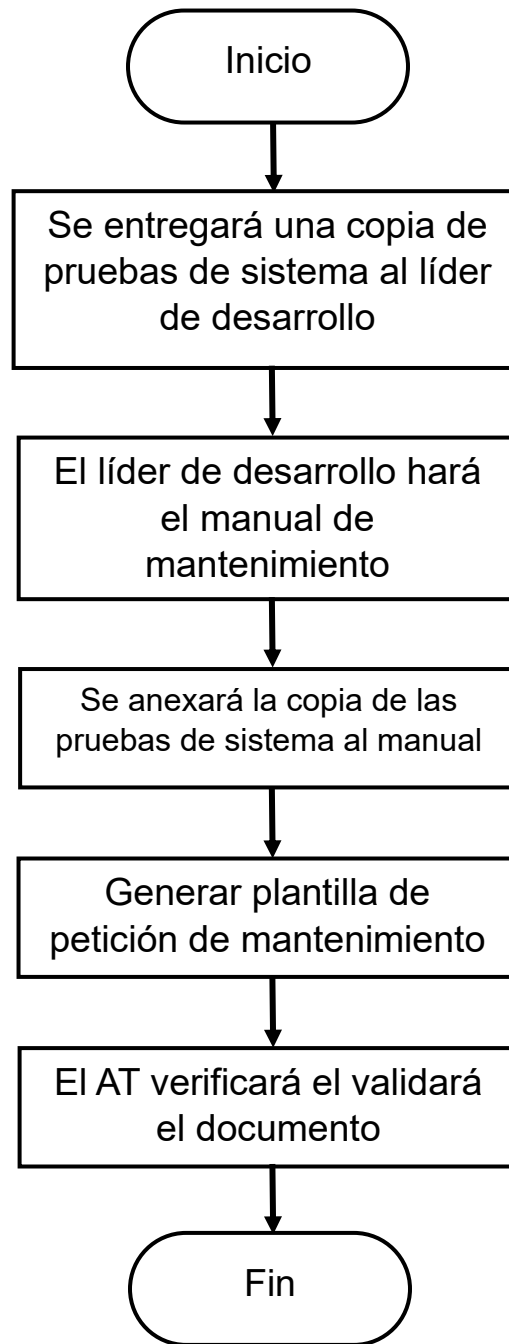 Inicio
Se entregará una copia de
pruebas de sistema al líder
de desarrollo
El líder de desarrollo hará
el manual de
mantenimiento
Se anexará la copia de las
pruebas de sistema al manual
Generar plantilla de
petición de mantenimiento
El AT verificará el validará
el documento
Fin